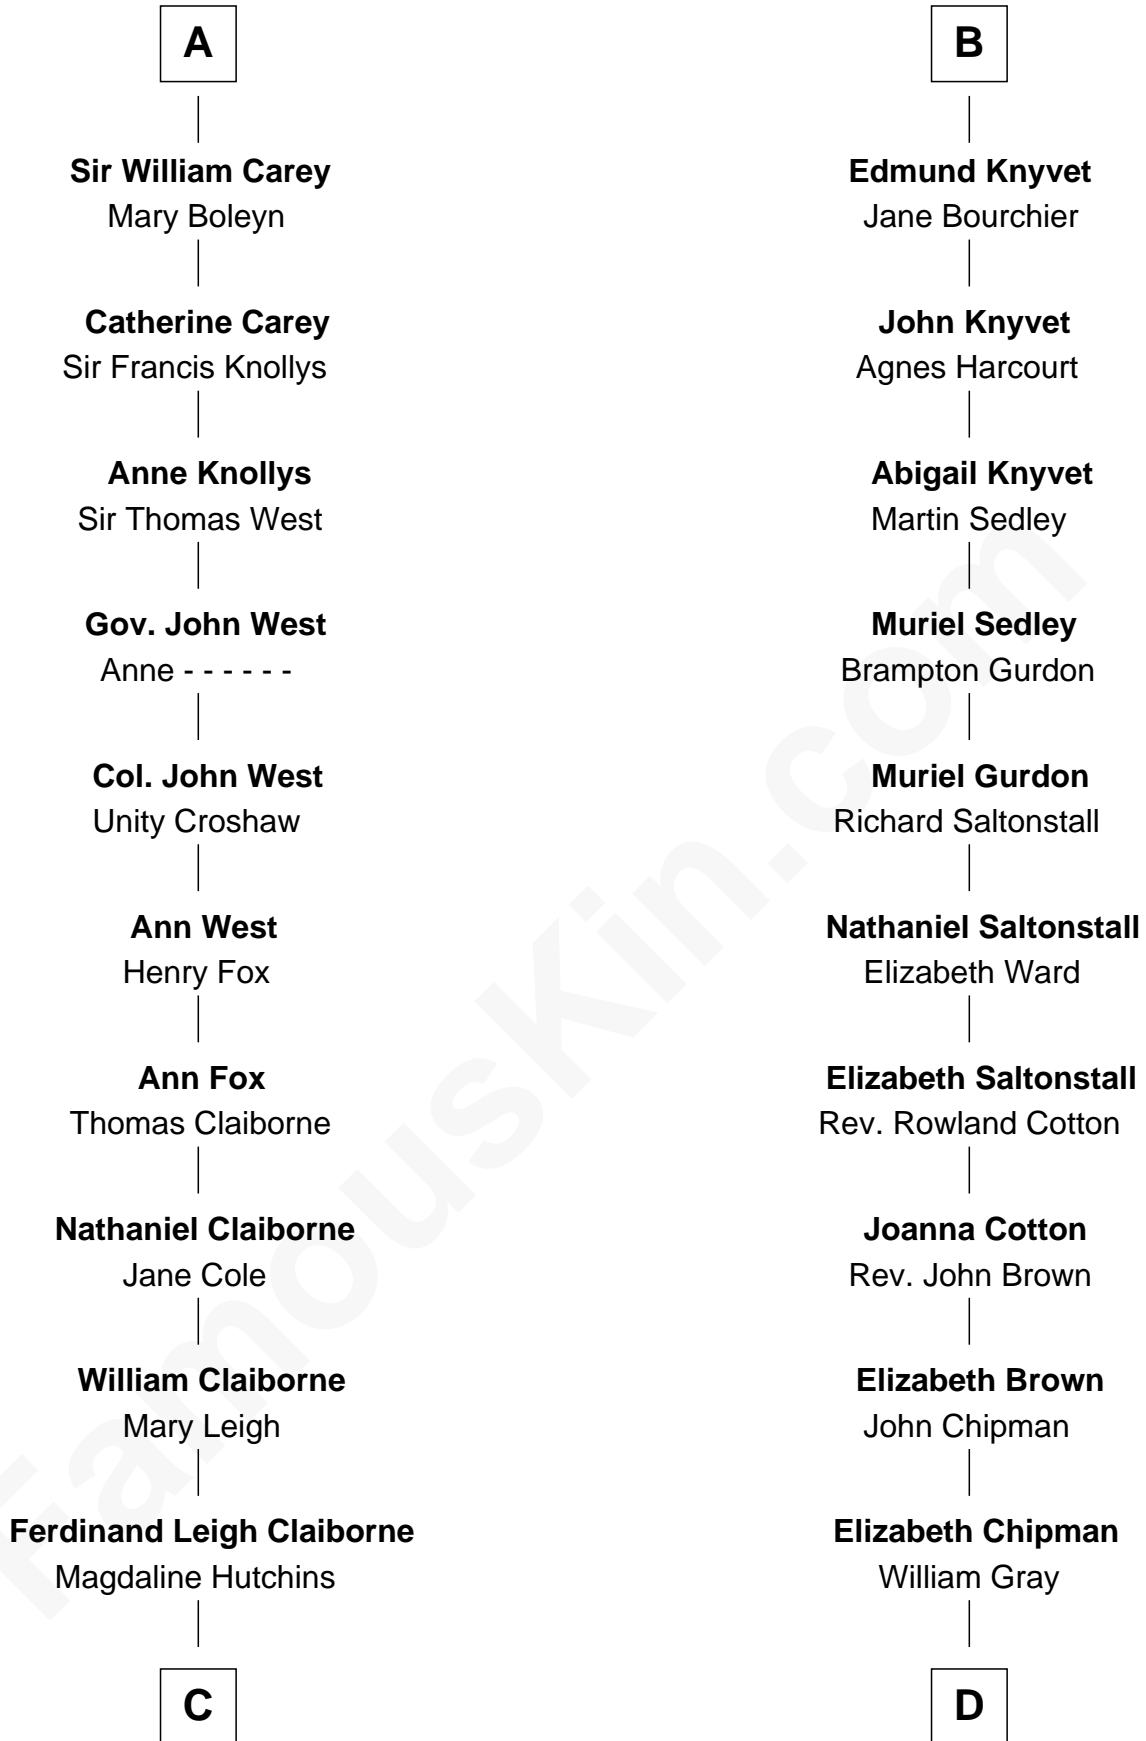 A
Sir William Carey
Mary Boleyn
Catherine Carey
Sir Francis Knollys
Anne Knollys
Sir Thomas West
Gov. John West
Anne - - - - - -
Col. John West
Unity Croshaw
Ann West
Henry Fox
Ann Fox
Thomas Claiborne
Nathaniel Claiborne
Jane Cole
William Claiborne
Mary Leigh
Ferdinand Leigh Claiborne
Magdaline Hutchins
C
B
Edmund Knyvet
Jane Bourchier
John Knyvet
Agnes Harcourt
Abigail Knyvet
Martin Sedley
Muriel Sedley
Brampton Gurdon
Muriel Gurdon
Richard Saltonstall
Nathaniel Saltonstall
Elizabeth Ward
Elizabeth Saltonstall
Rev. Rowland Cotton
Joanna Cotton
Rev. John Brown
Elizabeth Brown
John Chipman
Elizabeth Chipman
William Gray
D
FamousKin.com